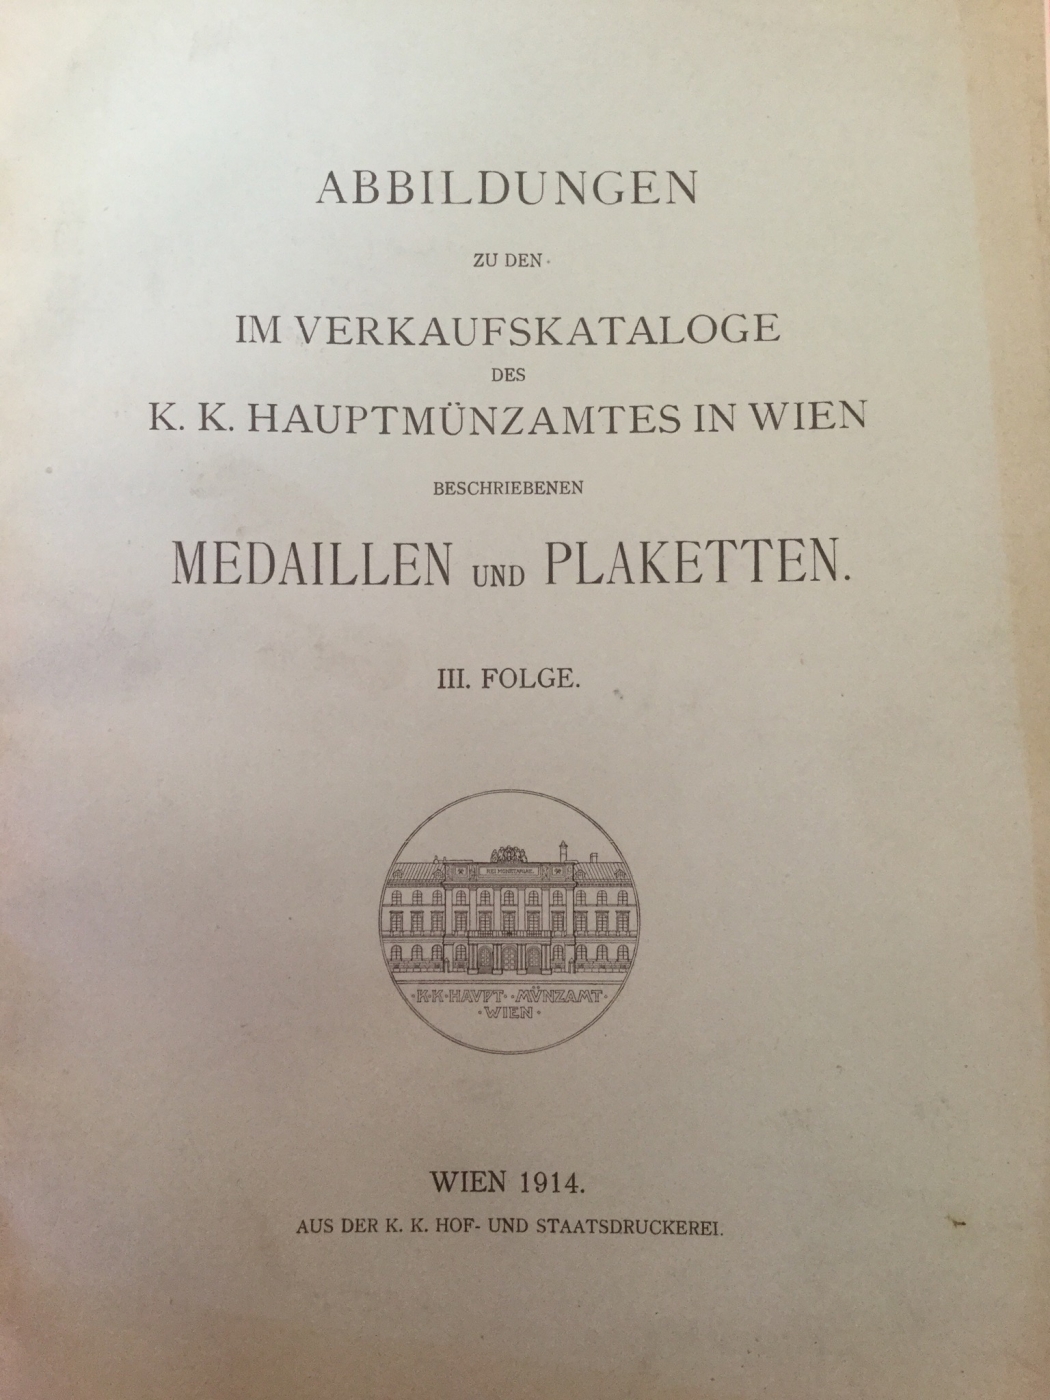 ABBILDUNGEN
ZU DEN
IM VERKAUFSKATALOGE
DES
K. K. HAUPTMÜNZAMTES IN WIEN
BESCHRIEBENEN
MEDAILLEN UND PLAKETTEN.
III. FOLGE.
·K·K·HAVPT··MÜNZAMT·
·WIEN·
WIEN 1914.
AUS DER K. K. HOF- UND STAATSDRUCKEREI.